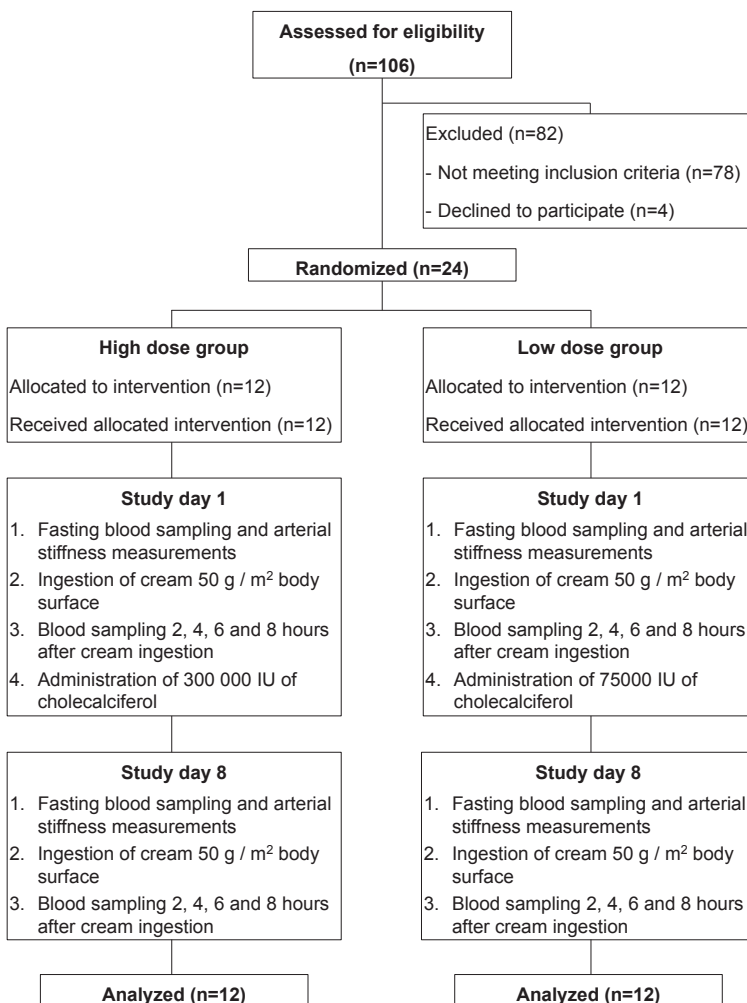 Assessed for eligibility
(n=106)
Excluded (n=82)
- Not meeting inclusion criteria (n=78)
- Declined to participate (n=4)
Randomized (n=24)
High dose group
Allocated to intervention (n=12)
Received allocated intervention (n=12)
Low dose group
Allocated to intervention (n=12)
Received allocated intervention (n=12)
Study day 1
1. Fasting blood sampling and arterial
stiffness measurements
2. Ingestion of cream 50 g / m² body
surface
3. Blood sampling 2, 4, 6 and 8 hours
after cream ingestion
4. Administration of 300 000 IU of
cholecalciferol
Study day 1
1. Fasting blood sampling and arterial
stiffness measurements
2. Ingestion of cream 50 g / m² body
surface
3. Blood sampling 2, 4, 6 and 8 hours
after cream ingestion
4. Administration of 75000 IU of
cholecalciferol
Study day 8
1. Fasting blood sampling and arterial
stiffness measurements
2. Ingestion of cream 50 g / m² body
surface
3. Blood sampling 2, 4, 6 and 8 hours
after cream ingestion
Study day 8
1. Fasting blood sampling and arterial
stiffness measurements
2. Ingestion of cream 50 g / m² body
surface
3. Blood sampling 2, 4, 6 and 8 hours
after cream ingestion
Analyzed (n=12)
Analyzed (n=12)